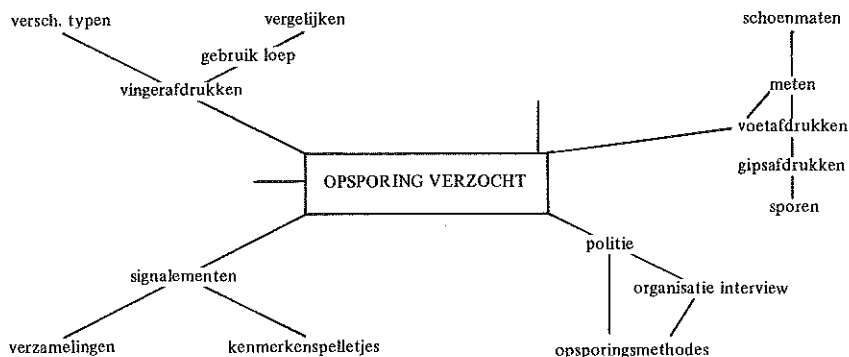 versch. typen
vergelijken
gebruik loep
vingerafdrukken
schoenmaten
meten
voetafdrukken
gipsafdrukken
sporen
OPSPORING VERZOCHT
politie
organisatie interview
opsporingsmethodes
signalementen
verzamelingen
kenmerkenspelletjes